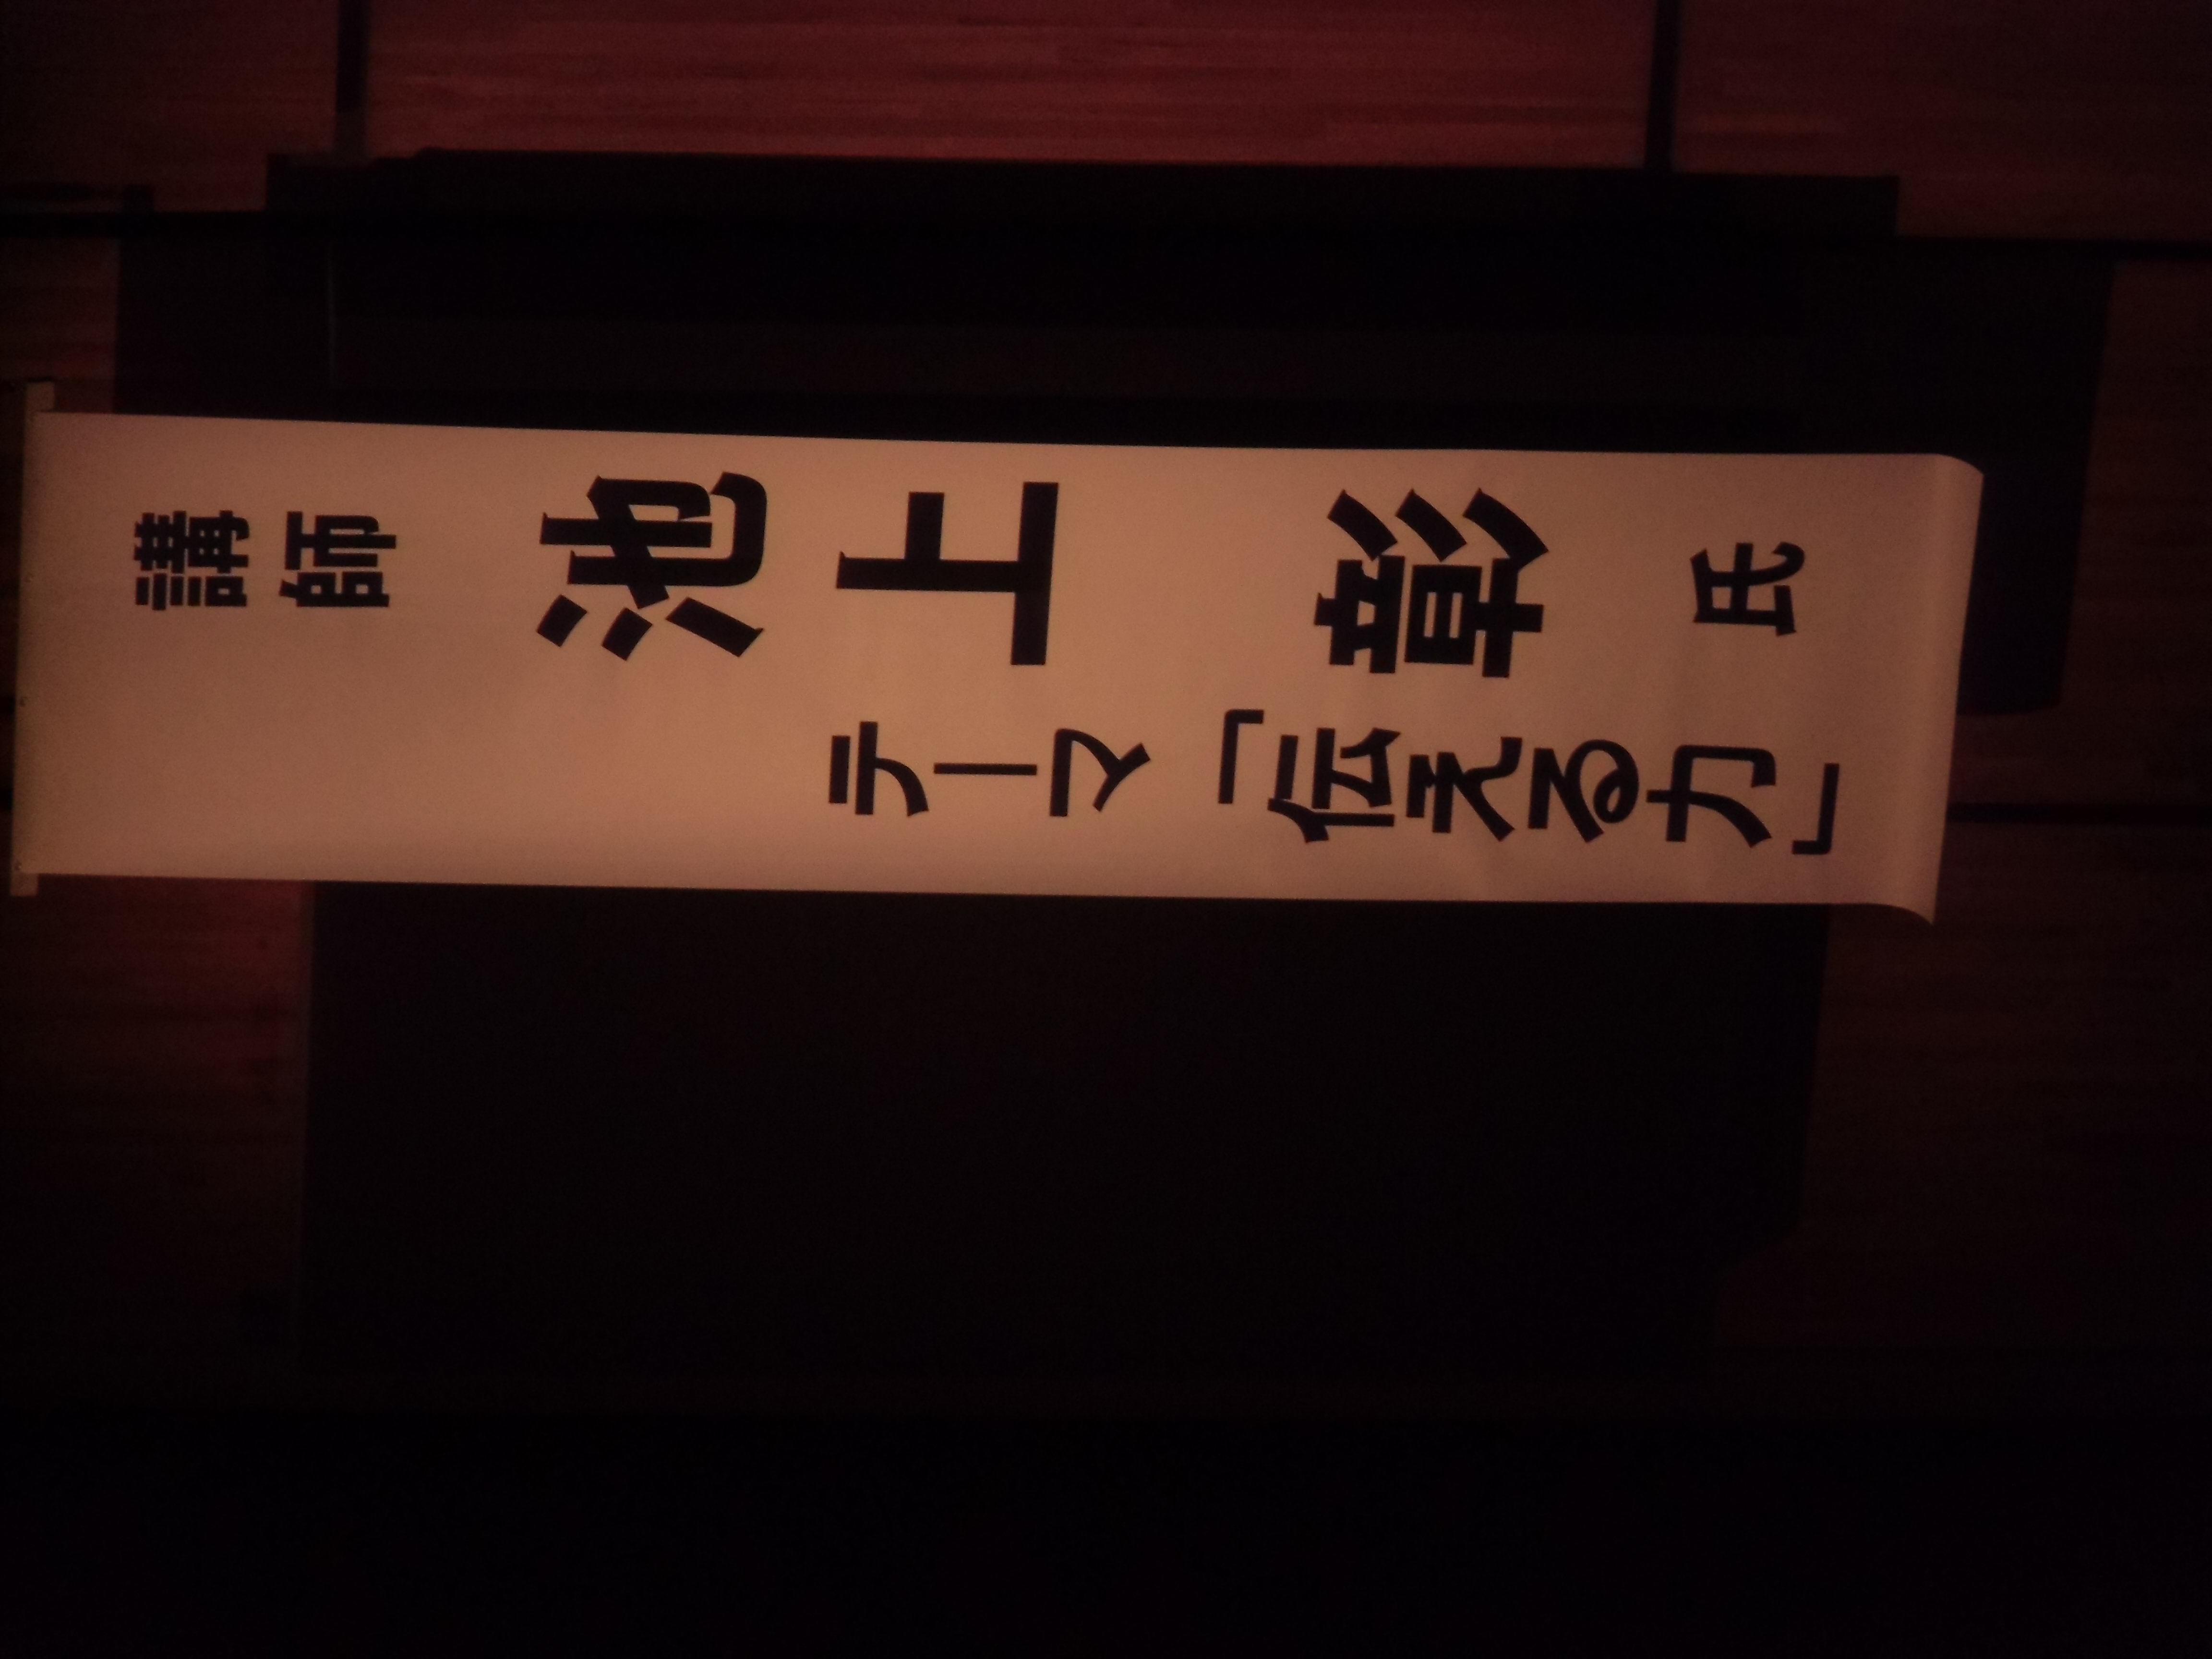 講師 池上 彰 氏
テーマ「伝える力」